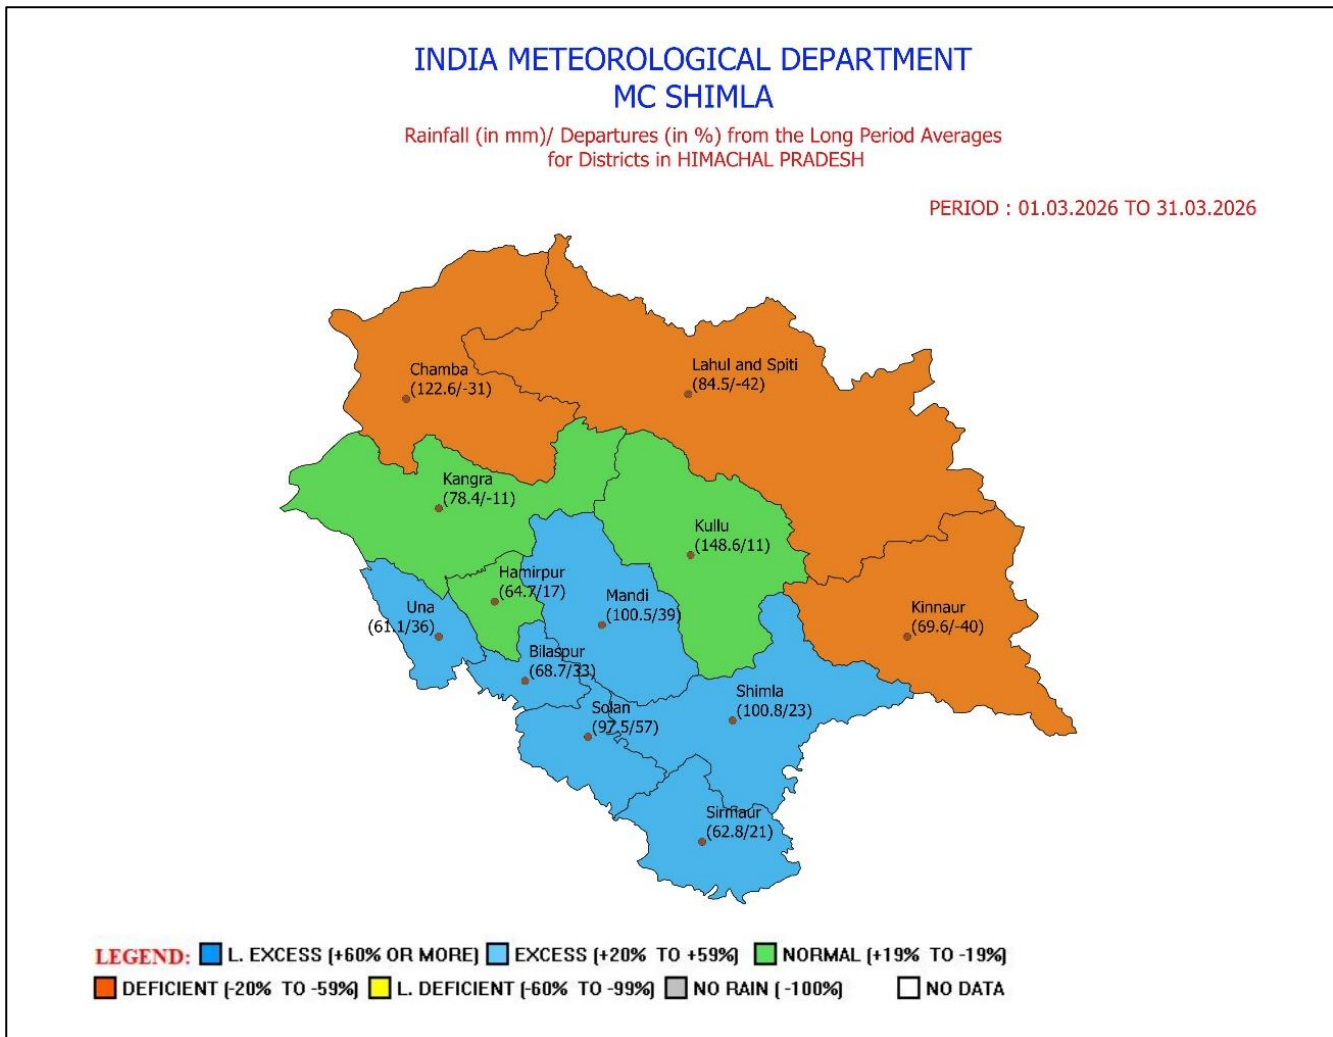 INDIA METEOROLOGICAL DEPARTMENT
MC SHIMLA
Rainfall (in mm)/ Departures (in %) from the Long Period Averages
for Districts in HIMACHAL PRADESH
PERIOD : 01.03.2026 TO 31.03.2026
Chamba
(122.6/-31)
Lahul and Spiti
(84.5/-42)
Kangra
(78.4/-11)
Kullu
(148.6/11)
Hamirpur
(64.7/17)
Mandi
(100.5/39)
Una
(61.1/36)
Kinnaur
(69.6/-40)
Bilaspur
(68.7/33)
Shimla
(100.8/23)
Solan
(97.5/57)
Sirmaur
(62.8/21)
LEGEND: L. EXCESS (+60% OR MORE) EXCESS (+20% TO +59%) NORMAL (+19% TO -19%)
DEFICIENT (-20% TO -59%) L. DEFICIENT (-60% TO -99%) NO RAIN ( -100%) NO DATA